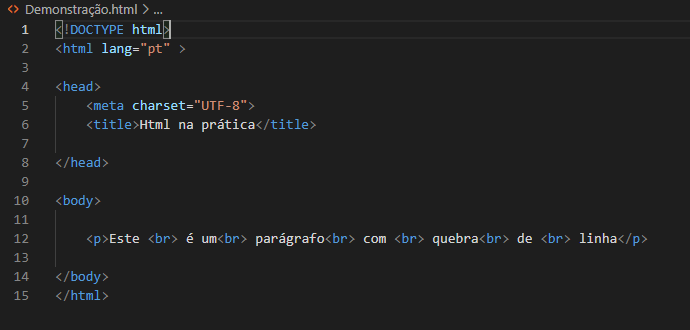 Demonstração.html > ...
1 <!DOCTYPE html>
2 <html lang="pt" >
3
4 <head>
5 <meta charset="UTF-8">
6 <title>Html na prática</title>
7
8 </head>
9
10 <body>
11
12 <p>Este <br> é um<br> parágrafo<br> com <br> quebra<br> de <br> linha</p>
13
14 </body>
15 </html>